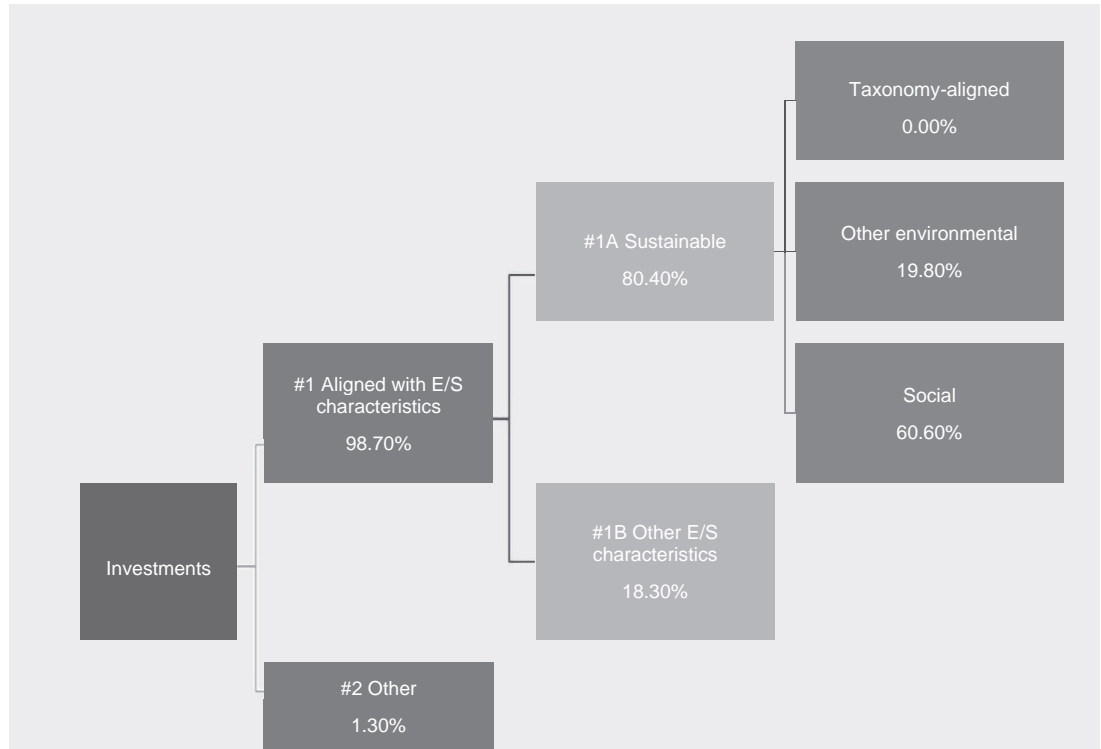 Taxonomy-aligned
0.00%
#1A Sustainable
80.40%
Other environmental
19.80%
#1 Aligned with E/S
characteristics
98.70%
Social
60.60%
Investments
#1B Other E/S
characteristics
18.30%
#2 Other
1.30%